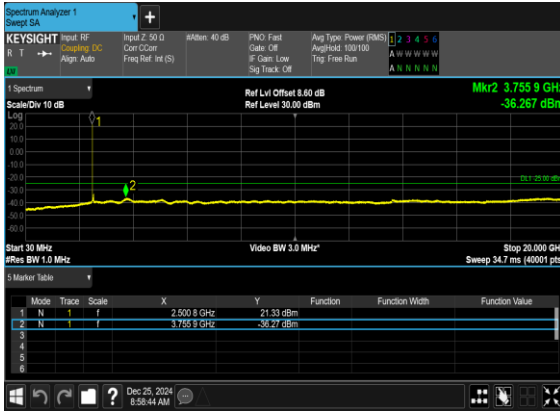 Spectrum Analyzer 1
Swept SA
+
KEYSIGHT
R T
Input: RF
Coupling: DC
Align: Auto
Input Z: 50 Ω
Corr CCorr
Freq Ref: Int (S)
#Atten: 40 dB
PNO: Fast
Gate: Off
IF Gain: Low
Sig Track: Off
Avg Type: Power (RMS)
Avg|Hold: 100/100
Trig: Free Run
1 2 3 4 5 6
A W W W W W
A N N N N N
1 Spectrum
Scale/Div 10 dB
Ref Lvl Offset 8.60 dB
Ref Level 30.00 dBm
Mkr2 3.755 9 GHz
-36.267 dBm
Log
20.0
10.0
0.00
-10.0
-20.0
-30.0
-40.0
-50.0
-60.0
1
2
DL1 -25.00 dBm
Start 30 MHz
#Res BW 1.0 MHz
Video BW 3.0 MHz*
Stop 20.000 GHz
Sweep 34.7 ms (40001 pts)
5 Marker Table
Mode Trace Scale X Y Function Function Width Function Value
1 N 1 f 2.500 8 GHz 21.33 dBm
2 N 1 f 3.755 9 GHz -36.27 dBm
3
4
5
6
?
Dec 25, 2024
8:58:44 AM